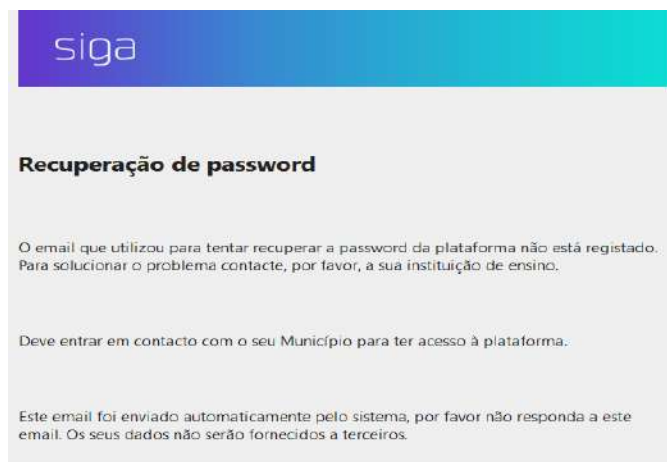 siga
Recuperação de password
O email que utilizou para tentar recuperar a password da plataforma não está registado.
Para solucionar o problema contacte, por favor, a sua instituição de ensino.
Deve entrar em contacto com o seu Município para ter acesso à plataforma.
Este email foi enviado automaticamente pelo sistema, por favor não responda a este
email. Os seus dados não serão fornecidos a terceiros.